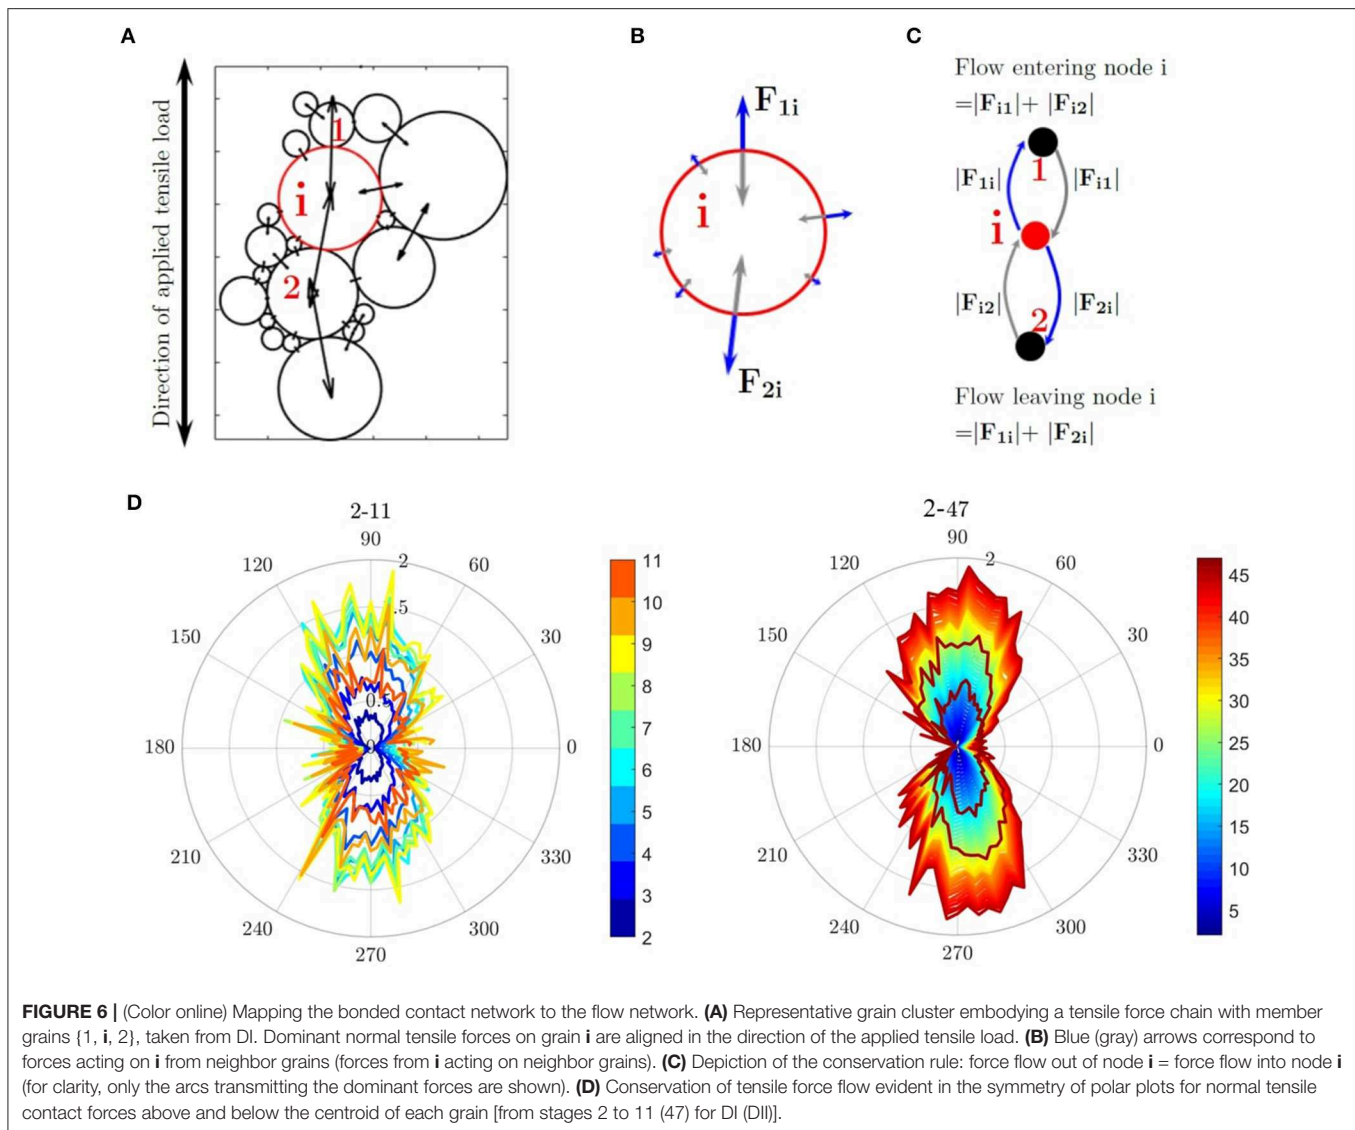 A
B
C
Direction of applied tensile load
1
i
2
F1i
i
F2i
Flow entering node i
=|Fi1|+ |Fi2|
|F1i|
1
|Fi1|
i
|Fi2|
2
|F2i|
Flow leaving node i
=|F1i|+ |F2i|
D
2-11
90
120
2
60
.5
150
30
0.5
180
0
0
210
330
240
300
270
11
10
9
8
7
6
5
4
3
2
2-47
90
120
2
60
150
30
180
0
210
330
240
300
270
45
40
35
30
25
20
15
10
5
FIGURE 6 | (Color online) Mapping the bonded contact network to the flow network. (A) Representative grain cluster embodying a tensile force chain with member
grains {1, i, 2}, taken from DI. Dominant normal tensile forces on grain i are aligned in the direction of the applied tensile load. (B) Blue (gray) arrows correspond to
forces acting on i from neighbor grains (forces from i acting on neighbor grains). (C) Depiction of the conservation rule: force flow out of node i = force flow into node i
(for clarity, only the arcs transmitting the dominant forces are shown). (D) Conservation of tensile force flow evident in the symmetry of polar plots for normal tensile
contact forces above and below the centroid of each grain [from stages 2 to 11 (47) for DI (DII)].